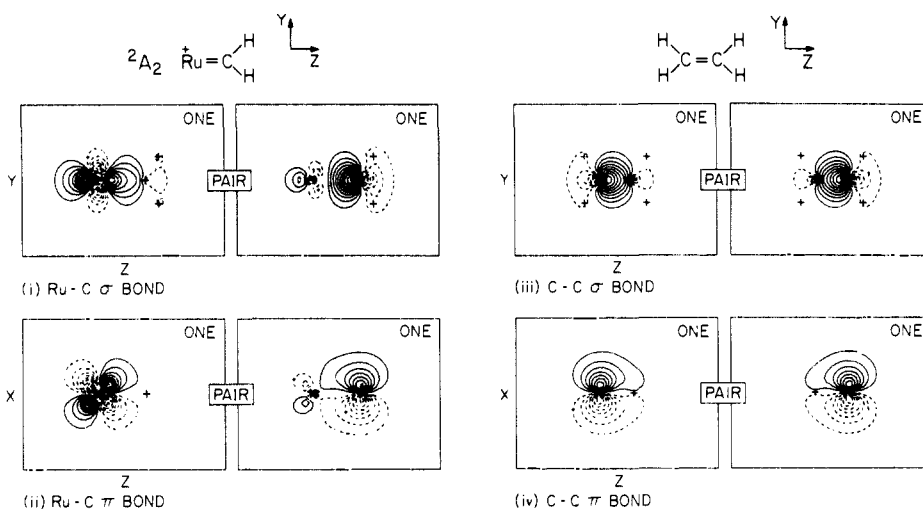 ²A₂ Ru⁺=C H H
Y Z
H H C=C H H
Y Z
ONE
ONE
ONE
ONE
Y
PAIR
Y
PAIR
Z
Z
(i) Ru-C σ BOND
(iii) C-C σ BOND
ONE
ONE
ONE
ONE
X
PAIR
X
PAIR
Z
Z
(ii) Ru-C π BOND
(iv) C-C π BOND